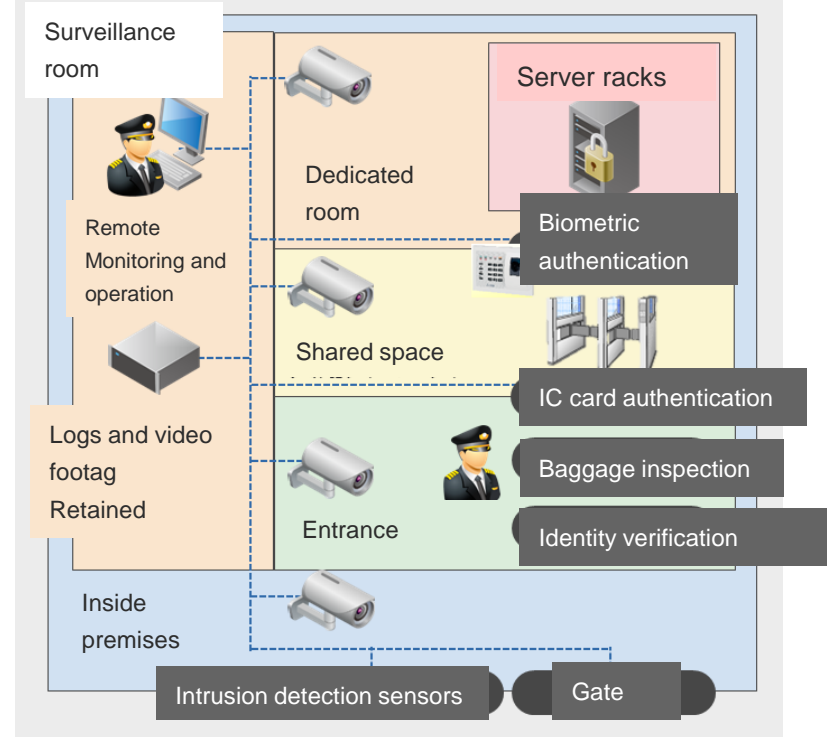 Surveillance
room
Server racks
Dedicated
room
Biometric
authentication
Remote
Monitoring and
operation
Shared space
IC card authentication
Logs and video
footag
Retained
Baggage inspection
Entrance
Identity verification
Inside
premises
Intrusion detection sensors
Gate